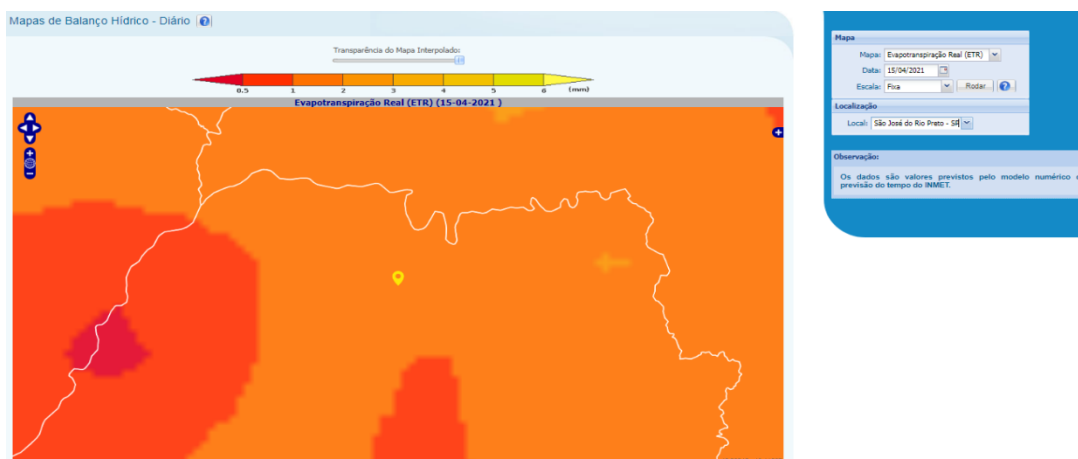 Mapas de Balanço Hídrico - Diário
Transparência do Mapa Interpolado:
0.5 1 2 3 4 5 6 (mm)
Evapotranspiração Real (ETR) (15-04-2021 )
Mapa
Mapa: Evapotranspiração Real (ETR)
Data: 15/04/2021
Escala: Fixa Rodar
Localização
Local: São José do Rio Preto - SP
Observação:
Os dados são valores previstos pelo modelo numérico
previsão do tempo do INMET.